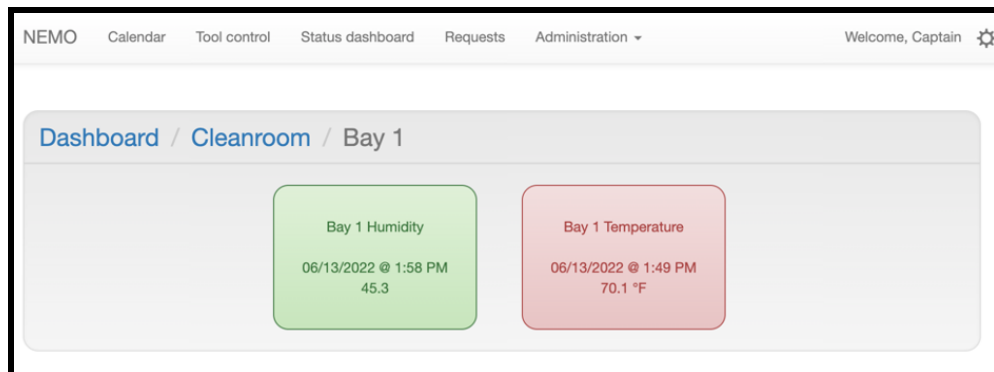 NEMO Calendar Tool control Status dashboard Requests Administration Welcome, Captain
Dashboard / Cleanroom / Bay 1
Bay 1 Humidity
06/13/2022 @ 1:58 PM
45.3
Bay 1 Temperature
06/13/2022 @ 1:49 PM
70.1 °F